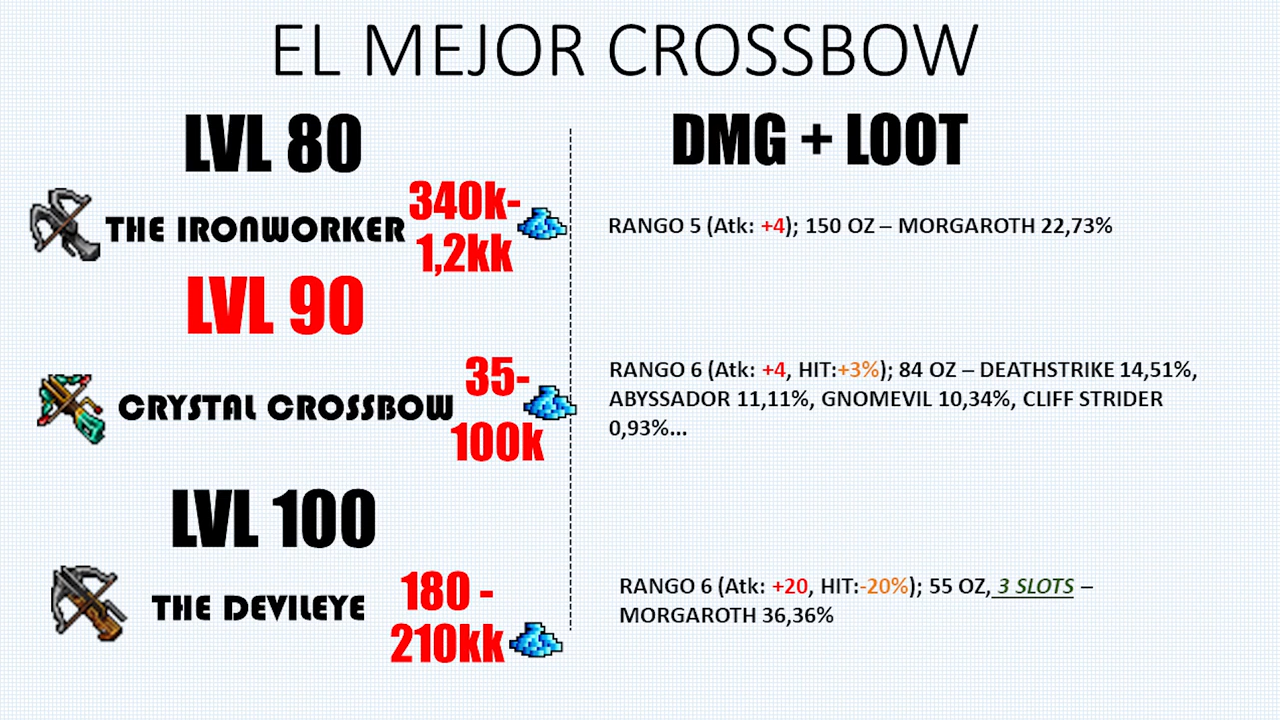 EL MEJOR CROSSBOW
LVL 80
DMG + LOOT
THE IRONWORKER
340k-
1,2kk
RANGO 5 (Atk: +4); 150 OZ – MORGAROTH 22,73%
LVL 90
CRYSTAL CROSSBOW
35-
100k
RANGO 6 (Atk: +4, HIT:+3%); 84 OZ – DEATHSTRIKE 14,51%,
ABYSSADOR 11,11%, GNOMEVIL 10,34%, CLIFF STRIDER
0,93%...
LVL 100
THE DEVILEYE
180 -
210kk
RANGO 6 (Atk: +20, HIT:-20%); 55 OZ, 3 SLOTS –
MORGAROTH 36,36%